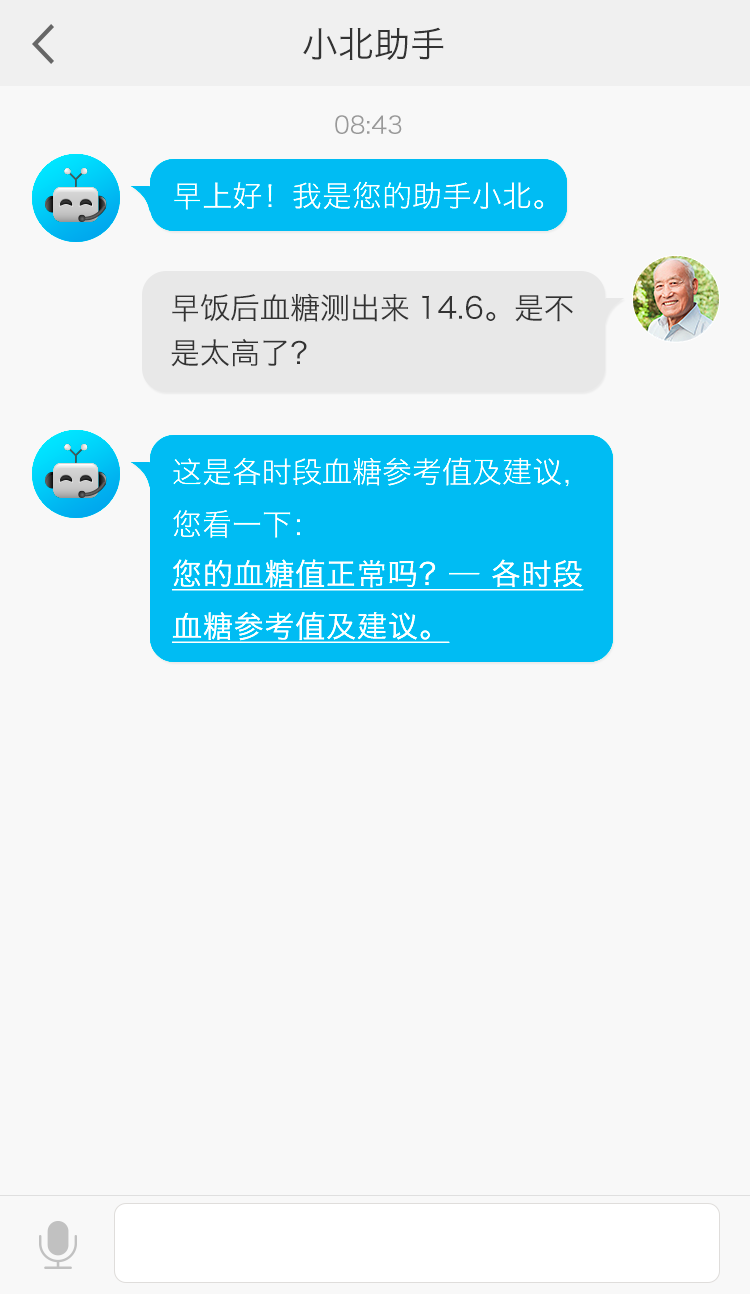 小北助手
08:43
早上好！我是您的助手小北。
早饭后血糖测出来 14.6。是不
是太高了？
这是各时段血糖参考值及建议，
您看一下：
您的血糖值正常吗？— 各时段
血糖参考值及建议。